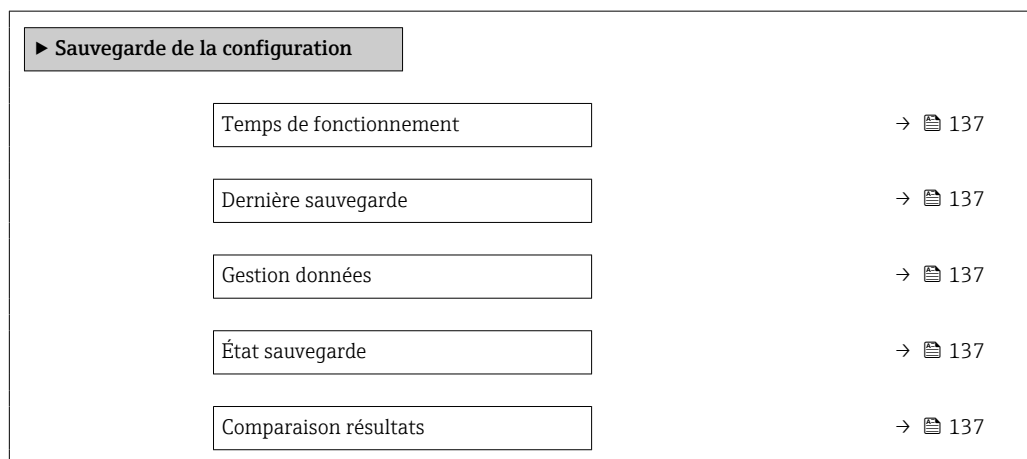 ▶ Sauvegarde de la configuration
Temps de fonctionnement → 137
Dernière sauvegarde → 137
Gestion données → 137
État sauvegarde → 137
Comparaison résultats → 137